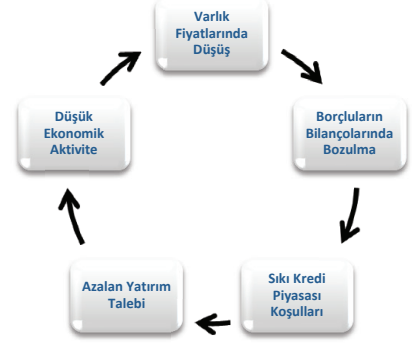 Varlık
Fiyatlarında
Düşüş
Borçluların
Bilançolarında
Bozulma
Sıkı Kredi
Piyasası
Koşulları
Azalan Yatırım
Talebi
Düşük
Ekonomik
Aktivite